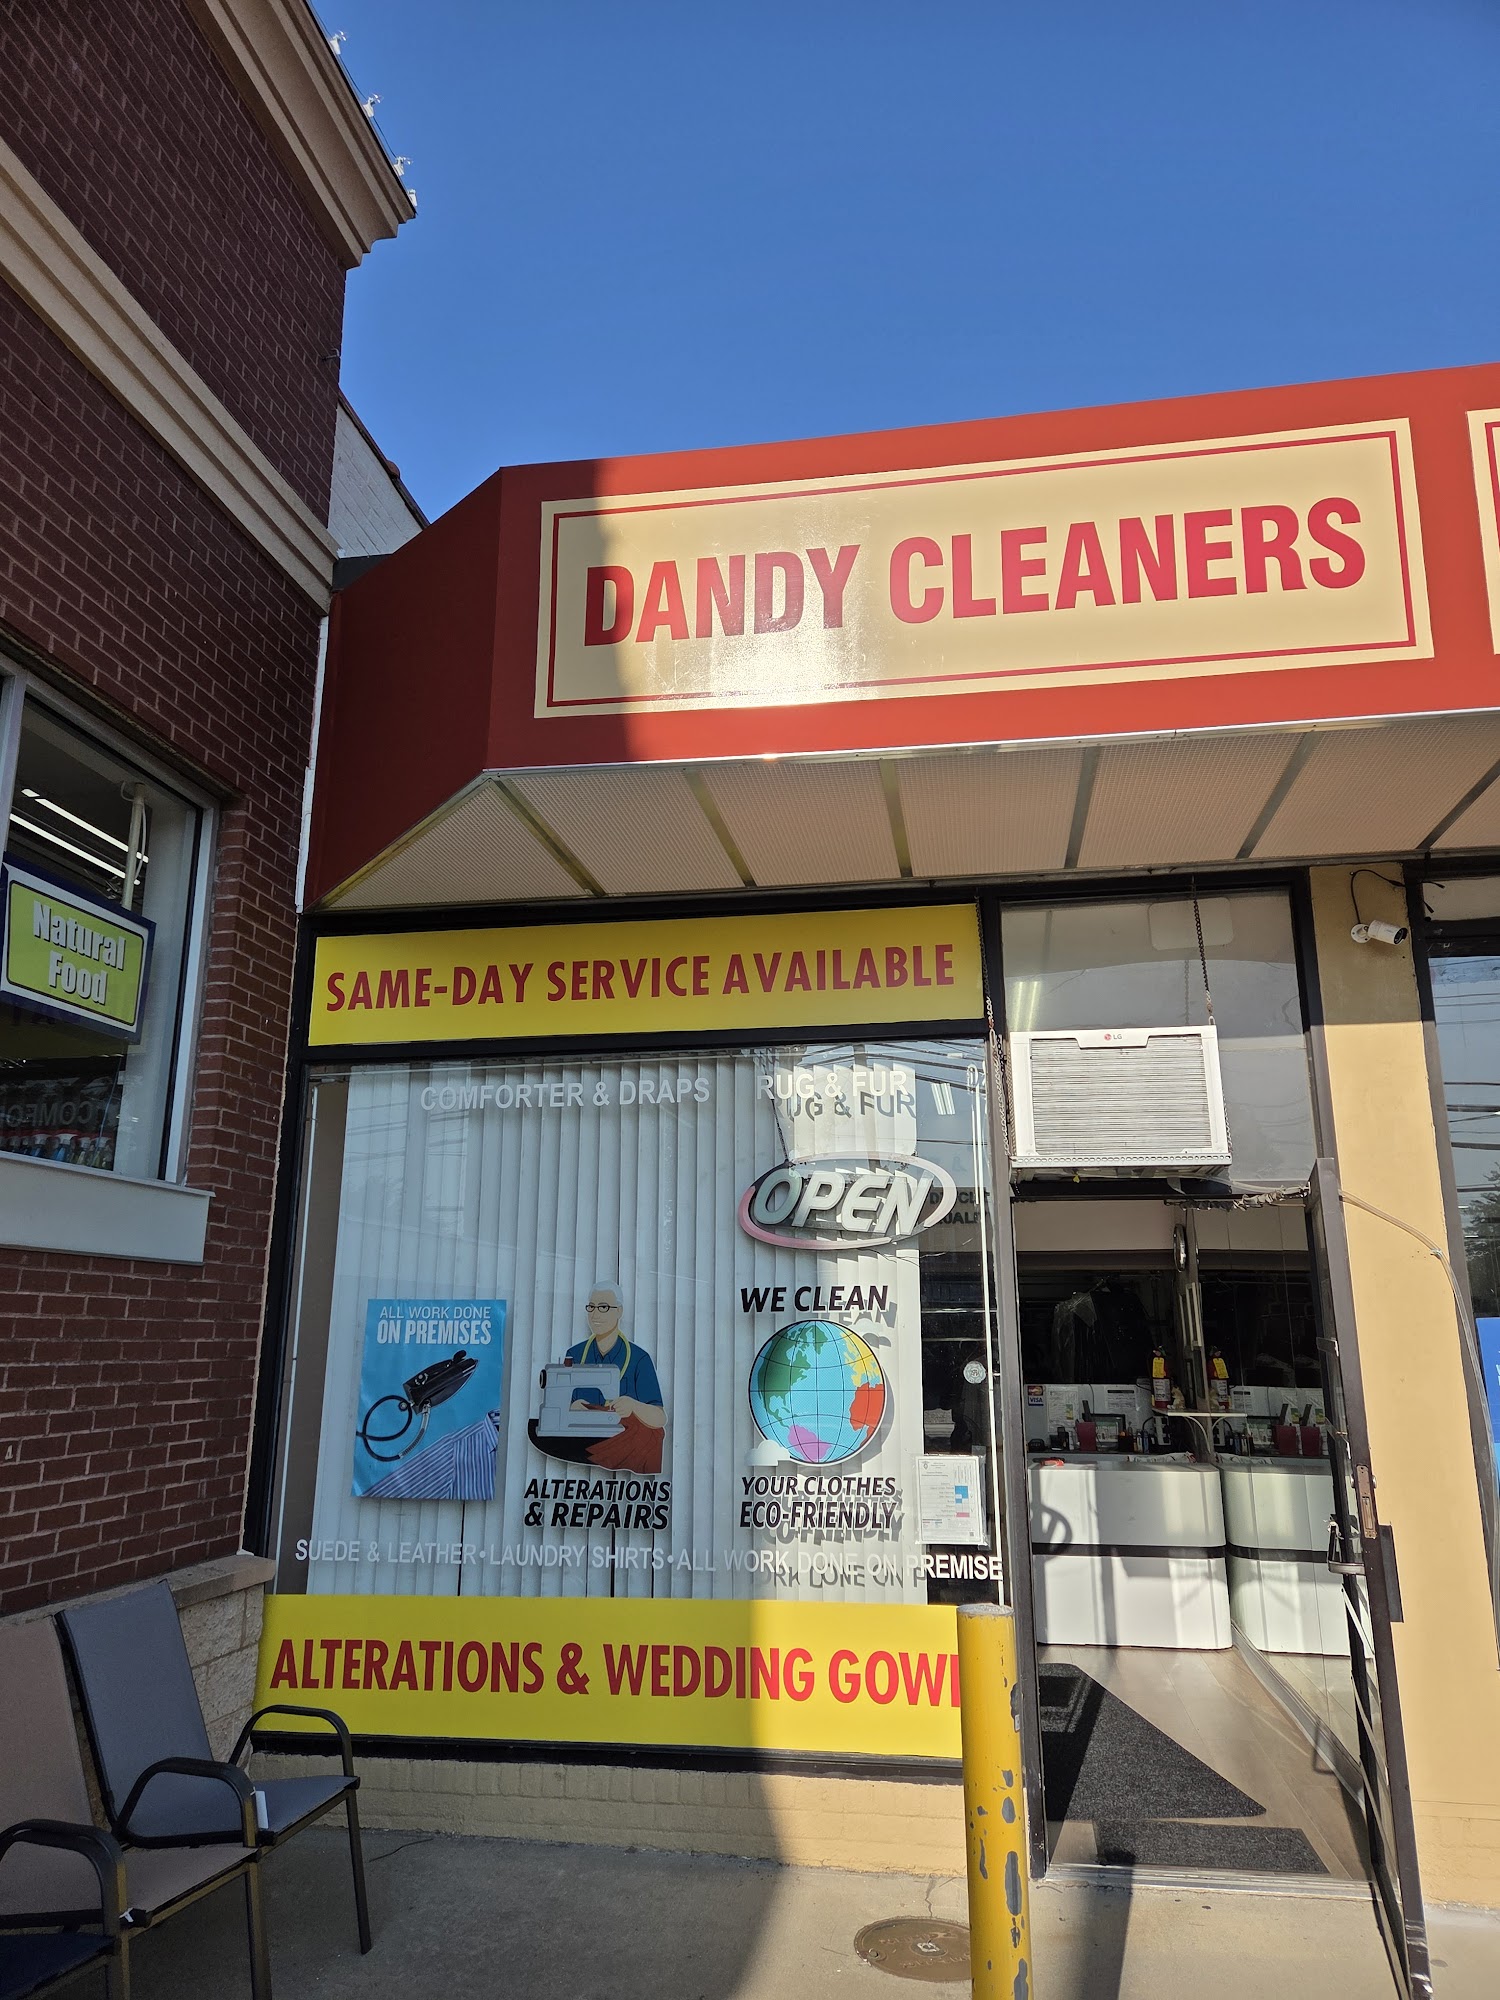 DANDY CLEANERS
Natural
Food
SAME-DAY SERVICE AVAILABLE
LG
COMFORTER & DRAPS RUG & FUR
OPEN
ALL WORK DONE
ON PREMISES
WE CLEAN
YOUR CLOTHES
ECO-FRIENDLY
ALTERATIONS
& REPAIRS
VISA
SUEDE & LEATHER • LAUNDRY SHIRTS • ALL WORK DONE ON PREMISE
ALTERATIONS & WEDDING GOW